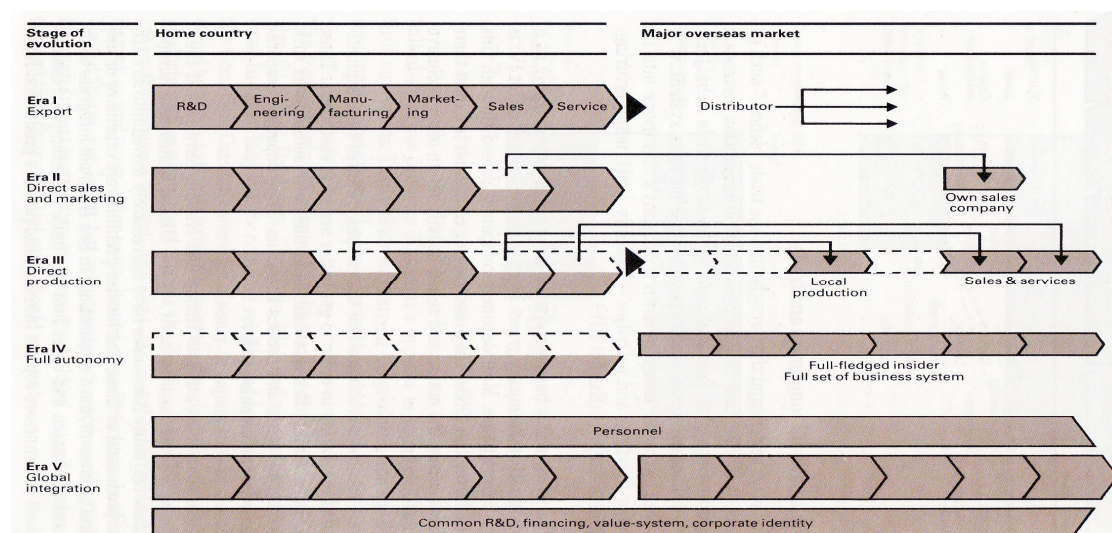 Stage of
evolution
Home country
Major overseas market
Era I
Export
R&D
Engi-
neering
Manu-
facturing
Market-
ing
Sales
Service
Distributor
Era II
Direct sales
and marketing
Own sales
company
Era III
Direct
production
Local
production
Sales & services
Era IV
Full autonomy
Full-fledged insider
Full set of business system
Personnel
Era V
Global
integration
Common R&D, financing, value-system, corporate identity